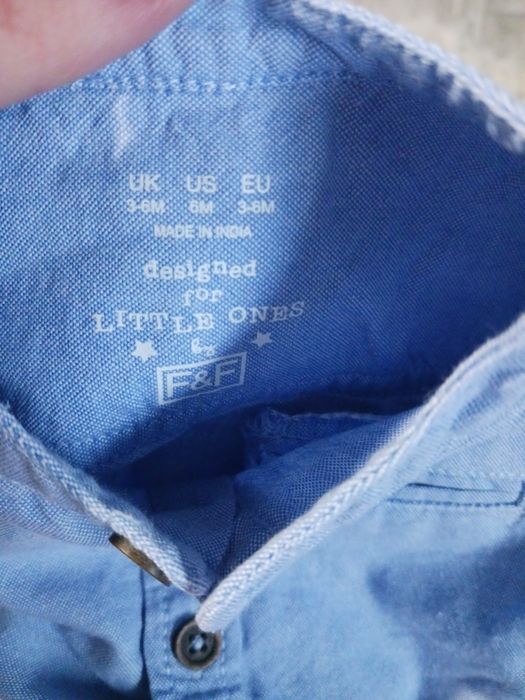 UK US EU
3-6M 6M 3-6M
MADE IN INDIA
designed
for
LITTLE ONES
F&F